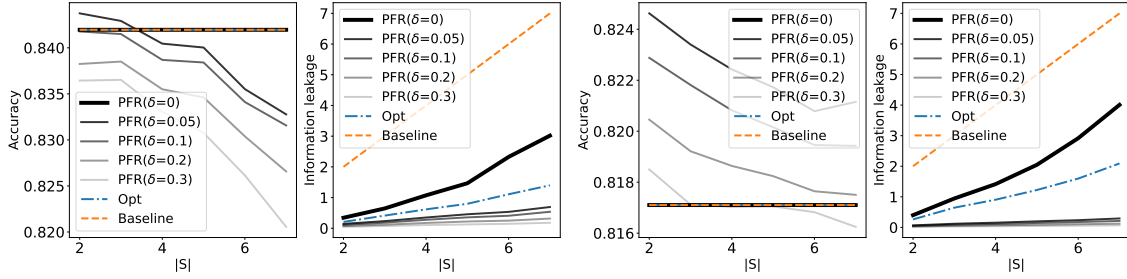 Accuracy
0.840
0.835
0.830
0.825
0.820
2
4
6
|S|
PFR(δ=0)
PFR(δ=0.05)
PFR(δ=0.1)
PFR(δ=0.2)
PFR(δ=0.3)
Opt
Baseline
Information leakage
7
6
5
4
3
2
1
0
2
4
6
|S|
PFR(δ=0)
PFR(δ=0.05)
PFR(δ=0.1)
PFR(δ=0.2)
PFR(δ=0.3)
Opt
Baseline
Accuracy
0.824
0.822
0.820
0.818
0.816
2
4
6
|S|
PFR(δ=0)
PFR(δ=0.05)
PFR(δ=0.1)
PFR(δ=0.2)
PFR(δ=0.3)
Opt
Baseline
Information leakage
7
6
5
4
3
2
1
0
2
4
6
|S|
PFR(δ=0)
PFR(δ=0.05)
PFR(δ=0.1)
PFR(δ=0.2)
PFR(δ=0.3)
Opt
Baseline